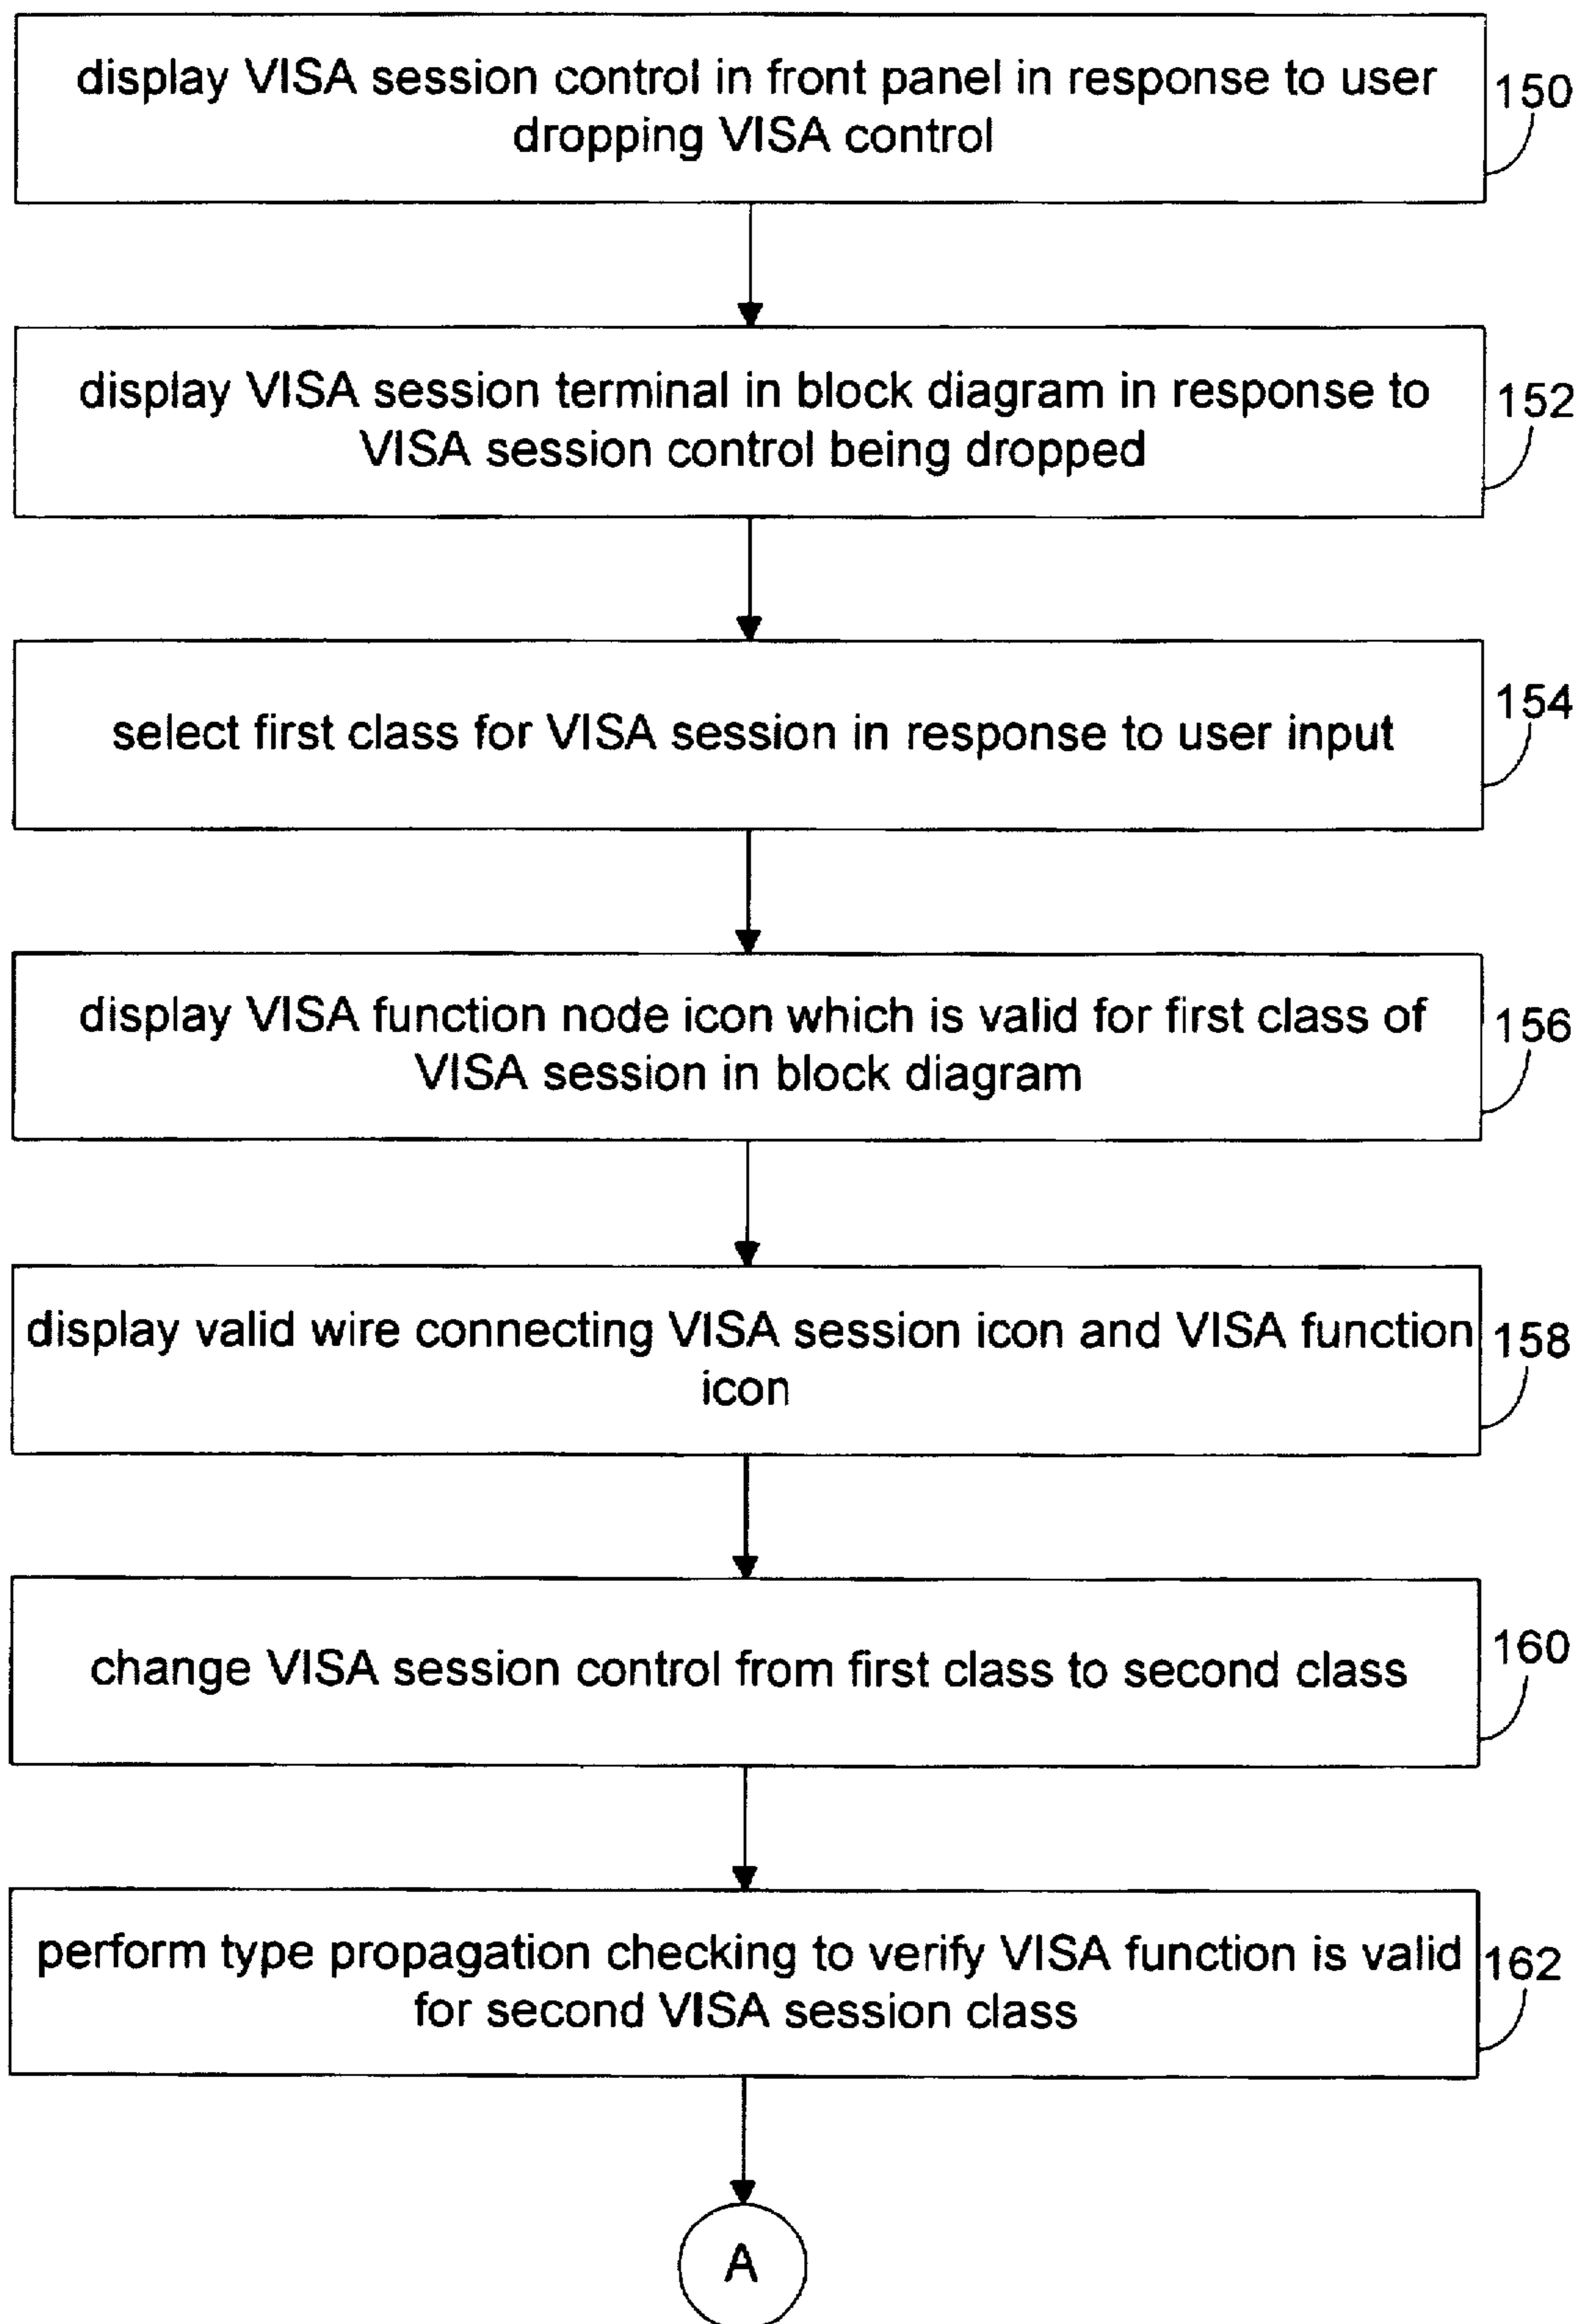 display VISA session control in front panel in response to user
dropping VISA control
150
display VISA session terminal in block diagram in response to
VISA session control being dropped
152
select first class for VISA session in response to user input
154
display VISA function node icon which is valid for first class of
VISA session in block diagram
156
display valid wire connecting VISA session icon and VISA function
icon
158
change VISA session control from first class to second class
160
perform type propagation checking to verify VISA function is valid
for second VISA session class
162
A